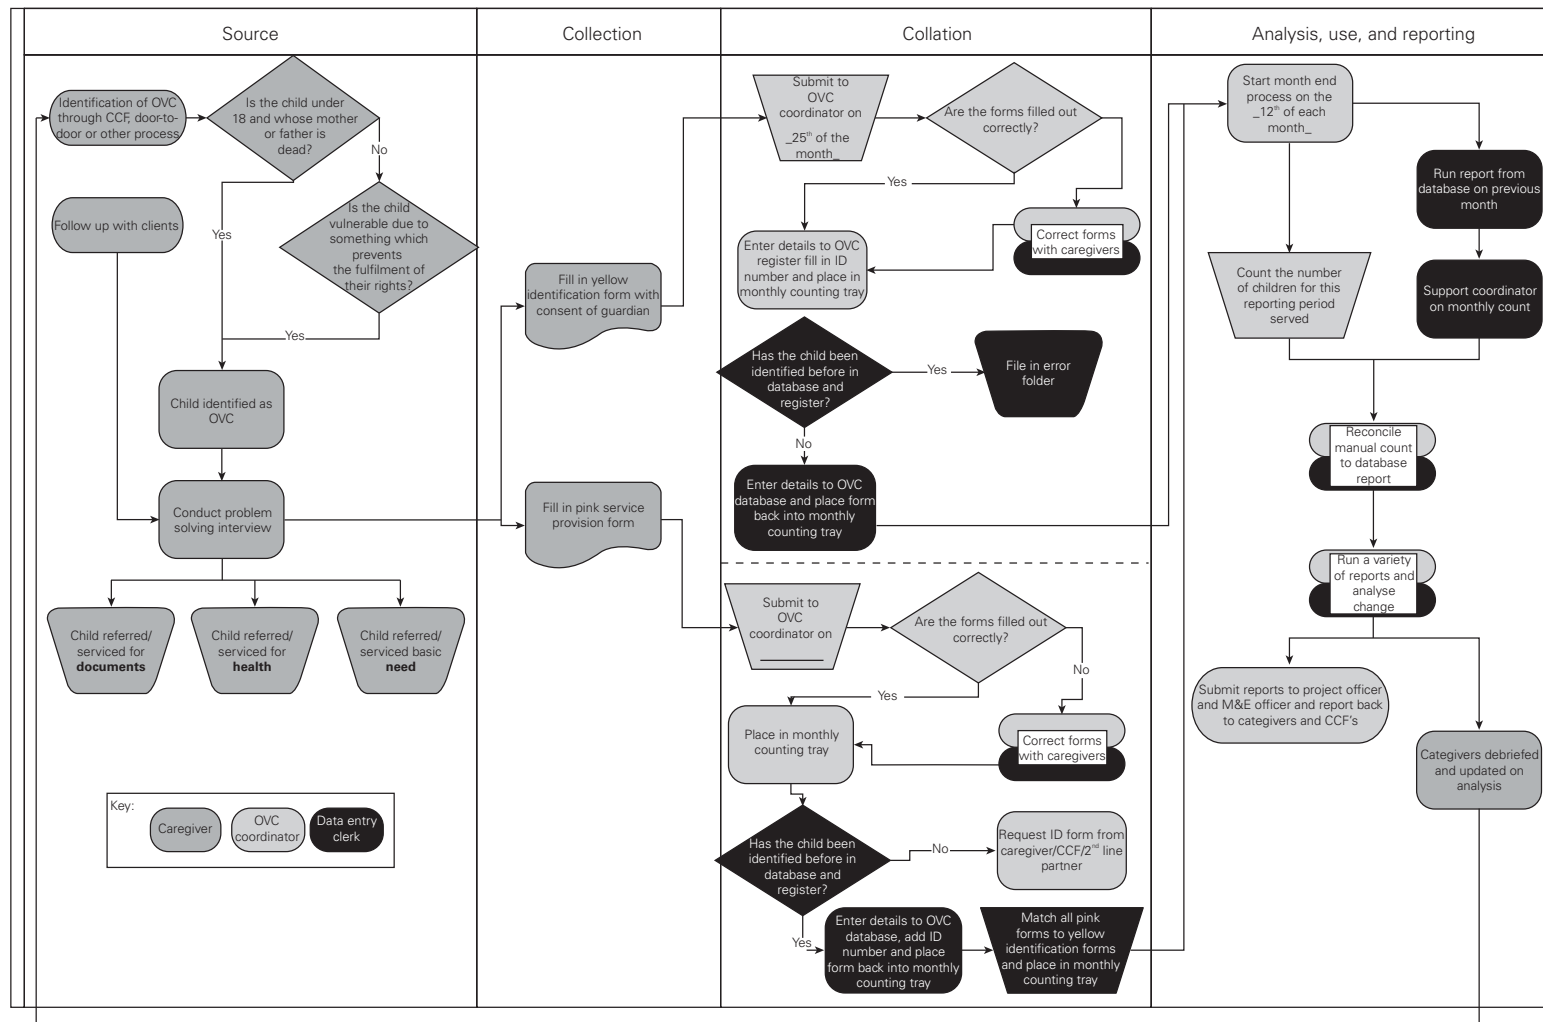 Source
Collection
Collation
Analysis, use, and reporting
Identification of OVC
through CCF, door-to-
door or other process
Is the child under
18 and whose mother
or father is
dead?
No
Yes
Is the child
vulnerable due to
something which
prevents
the fulfilment of
their rights?
Yes
Follow up with clients
Child identified as
OVC
Conduct problem
solving interview
Child referred/
serviced for
documents
Child referred/
serviced for
health
Child referred/
serviced basic
need
Key:
Caregiver
OVC
coordinator
Data entry
clerk
Fill in yellow
identification form with
consent of guardian
Fill in pink service
provision form
Submit to
OVC
coordinator on
_25th of the
month_
Are the forms filled out
correctly?
Yes
Correct forms
with caregivers
Enter details to OVC
register fill in ID
number and place in
monthly counting tray
Has the child been
identified before in
database and
register?
Yes
File in error
folder
No
Enter details to OVC
database and place form
back into monthly
counting tray
Submit to
OVC
coordinator on
Are the forms filled out
correctly?
No
Yes
Place in monthly
counting tray
Correct forms
with caregivers
Has the child been
identified before in
database and
register?
No
Request ID form from
caregiver/CCF/2nd line
partner
Yes
Enter details to OVC
database, add ID
number and place
form back into monthly
counting tray
Match all pink
forms to yellow
identification forms
and place in monthly
counting tray
Start month end
process on the
_12th of each
month_
Run report from
database on previous
month
Count the number
of children for this
reporting period
served
Support coordinator
on monthly count
Reconcile
manual count
to database
report
Run a variety
of reports and
analyse
change
Submit reports to project officer
and M&E officer and report back
to categivers and CCF's
Categivers debriefed
and updated on
analysis